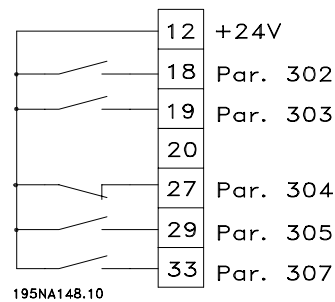 12 +24V
18 Par. 302
19 Par. 303
20
27 Par. 304
29 Par. 305
33 Par. 307
195NA148.10